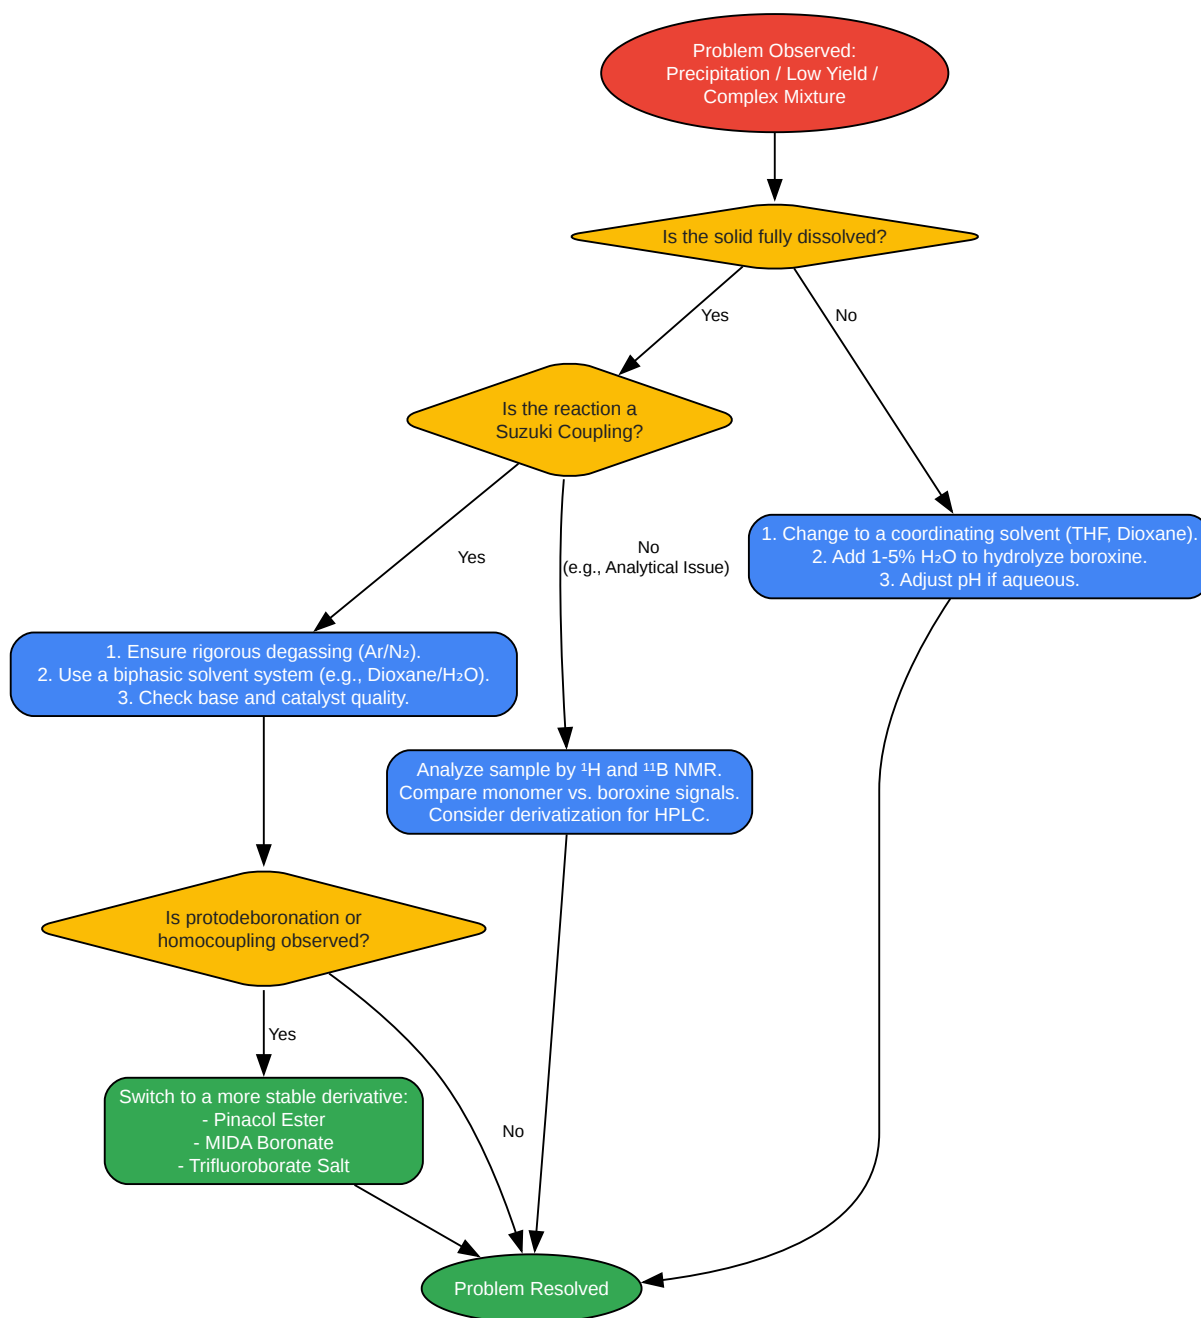 Problem Observed:
Precipitation / Low Yield /
Complex Mixture
Is the solid fully dissolved?
Yes
No
Is the reaction a
Suzuki Coupling?
Yes
No
(e.g., Analytical Issue)
1. Change to a coordinating solvent (THF, Dioxane).
2. Add 1-5% H₂O to hydrolyze boroxine.
3. Adjust pH if aqueous.
1. Ensure rigorous degassing (Ar/N₂).
2. Use a biphasic solvent system (e.g., Dioxane/H₂O).
3. Check base and catalyst quality.
Analyze sample by ¹H and ¹¹B NMR.
Compare monomer vs. boroxine signals.
Consider derivatization for HPLC.
Is protodeboronation or
homocoupling observed?
Yes
No
Switch to a more stable derivative:
- Pinacol Ester
- MIDA Boronate
- Trifluoroborate Salt
Problem Resolved